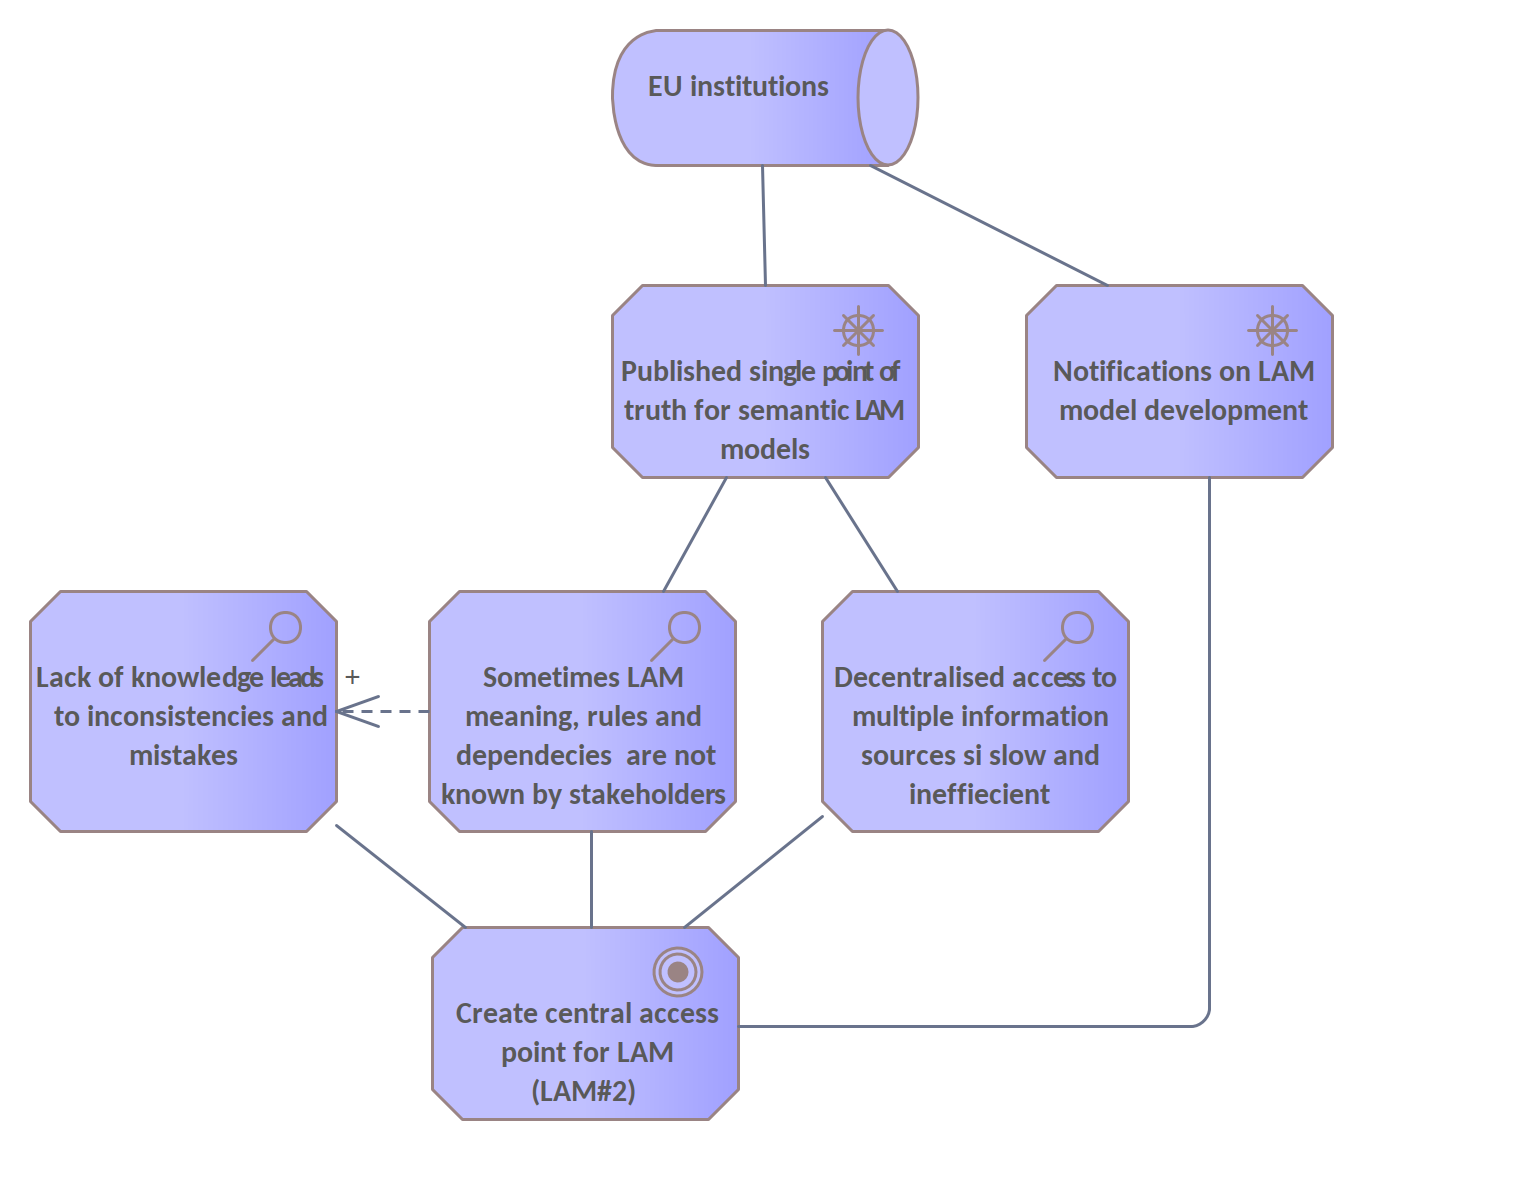 EU institutions
Published single point of
truth for semantic LAM
models
Notifications on LAM
model development
Lack of knowledge leads
to inconsistencies and
mistakes
+
Sometimes LAM
meaning, rules and
dependecies  are not
known by stakeholders
Decentralised access to
multiple information
sources si slow and
ineffiecient
Create central access
point for LAM
(LAM#2)